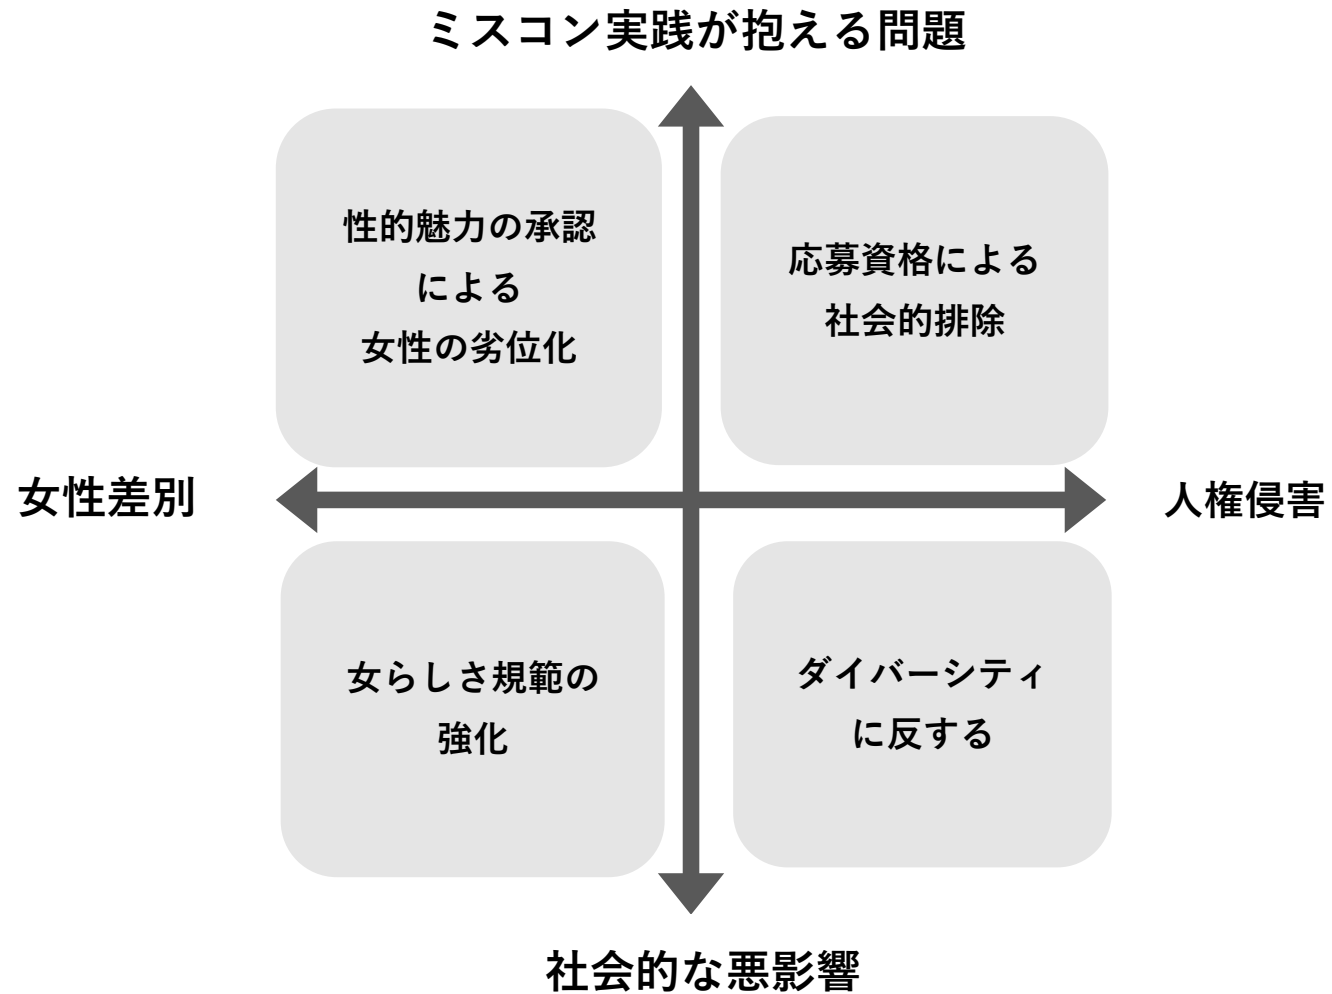 ミスコン実践が抱える問題
性的魅力の承認
による
女性の劣位化
応募資格による
社会的排除
女性差別
人権侵害
女らしさ規範の
強化
ダイバーシティ
に反する
社会的な悪影響